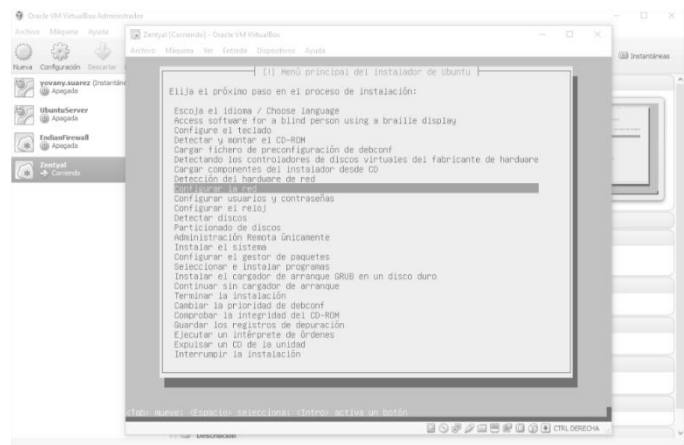 Oracle VM VirtualBox Administrador
Archivo Máquina Ayuda
Nueva Configuración Descartar
Instantáneas
yovany.suarez (Instantáne
Apagada
UbuntuServer
Apagada
EndianFirewall
Apagada
Zentyal
Corriendo
Zentyal [Corriendo] - Oracle VM VirtualBox
Archivo Máquina Ver Entrada Dispositivos Ayuda
[!] Menú principal del instalador de Ubuntu
Elija el próximo paso en el proceso de instalación:
Escoja el idioma / Choose language
Access software for a blind person using a braille display
Configure el teclado
Detectar y montar el CD-ROM
Cargar fichero de preconfiguración de debconf
Detectando los controladores de discos virtuales del fabricante de hardware
Cargar componentes del instalador desde CD
Detección del hardware de red
Configurar la red
Configurar usuarios y contraseñas
Configurar el reloj
Detectar discos
Particionado de discos
Administración Remota únicamente
Instalar el sistema
Configurar el gestor de paquetes
Seleccionar e instalar programas
Instalar el cargador de arranque GRUB en un disco duro
Continuar sin cargador de arranque
Terminar la instalación
Cambiar la prioridad de debconf
Comprobar la integridad del CD-ROM
Guardar los registros de depuración
Ejecutar un intérprete de órdenes
Expulsar un CD de la unidad
Interrumpir la instalación
<Tab> mueve; <Espacio> selecciona; <Intro> activa un botón
CTRL DERECHA
Descripción